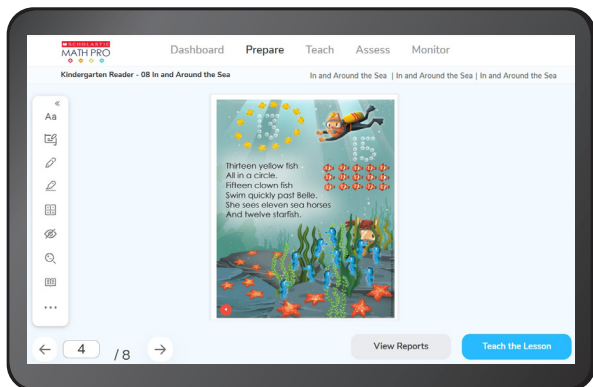 SCHOLASTIC
MATH PRO
Dashboard Prepare Teach Assess Monitor
Kindergarten Reader - 08 In and Around the Sea
In and Around the Sea | In and Around the Sea | In and Around the Sea
Aa
13
15
Thirteen yellow fish
All in a circle.
Fifteen clown fish
Swim quickly past Belle.
She sees eleven sea horses
And twelve starfish.
4 / 8
View Reports
Teach the Lesson